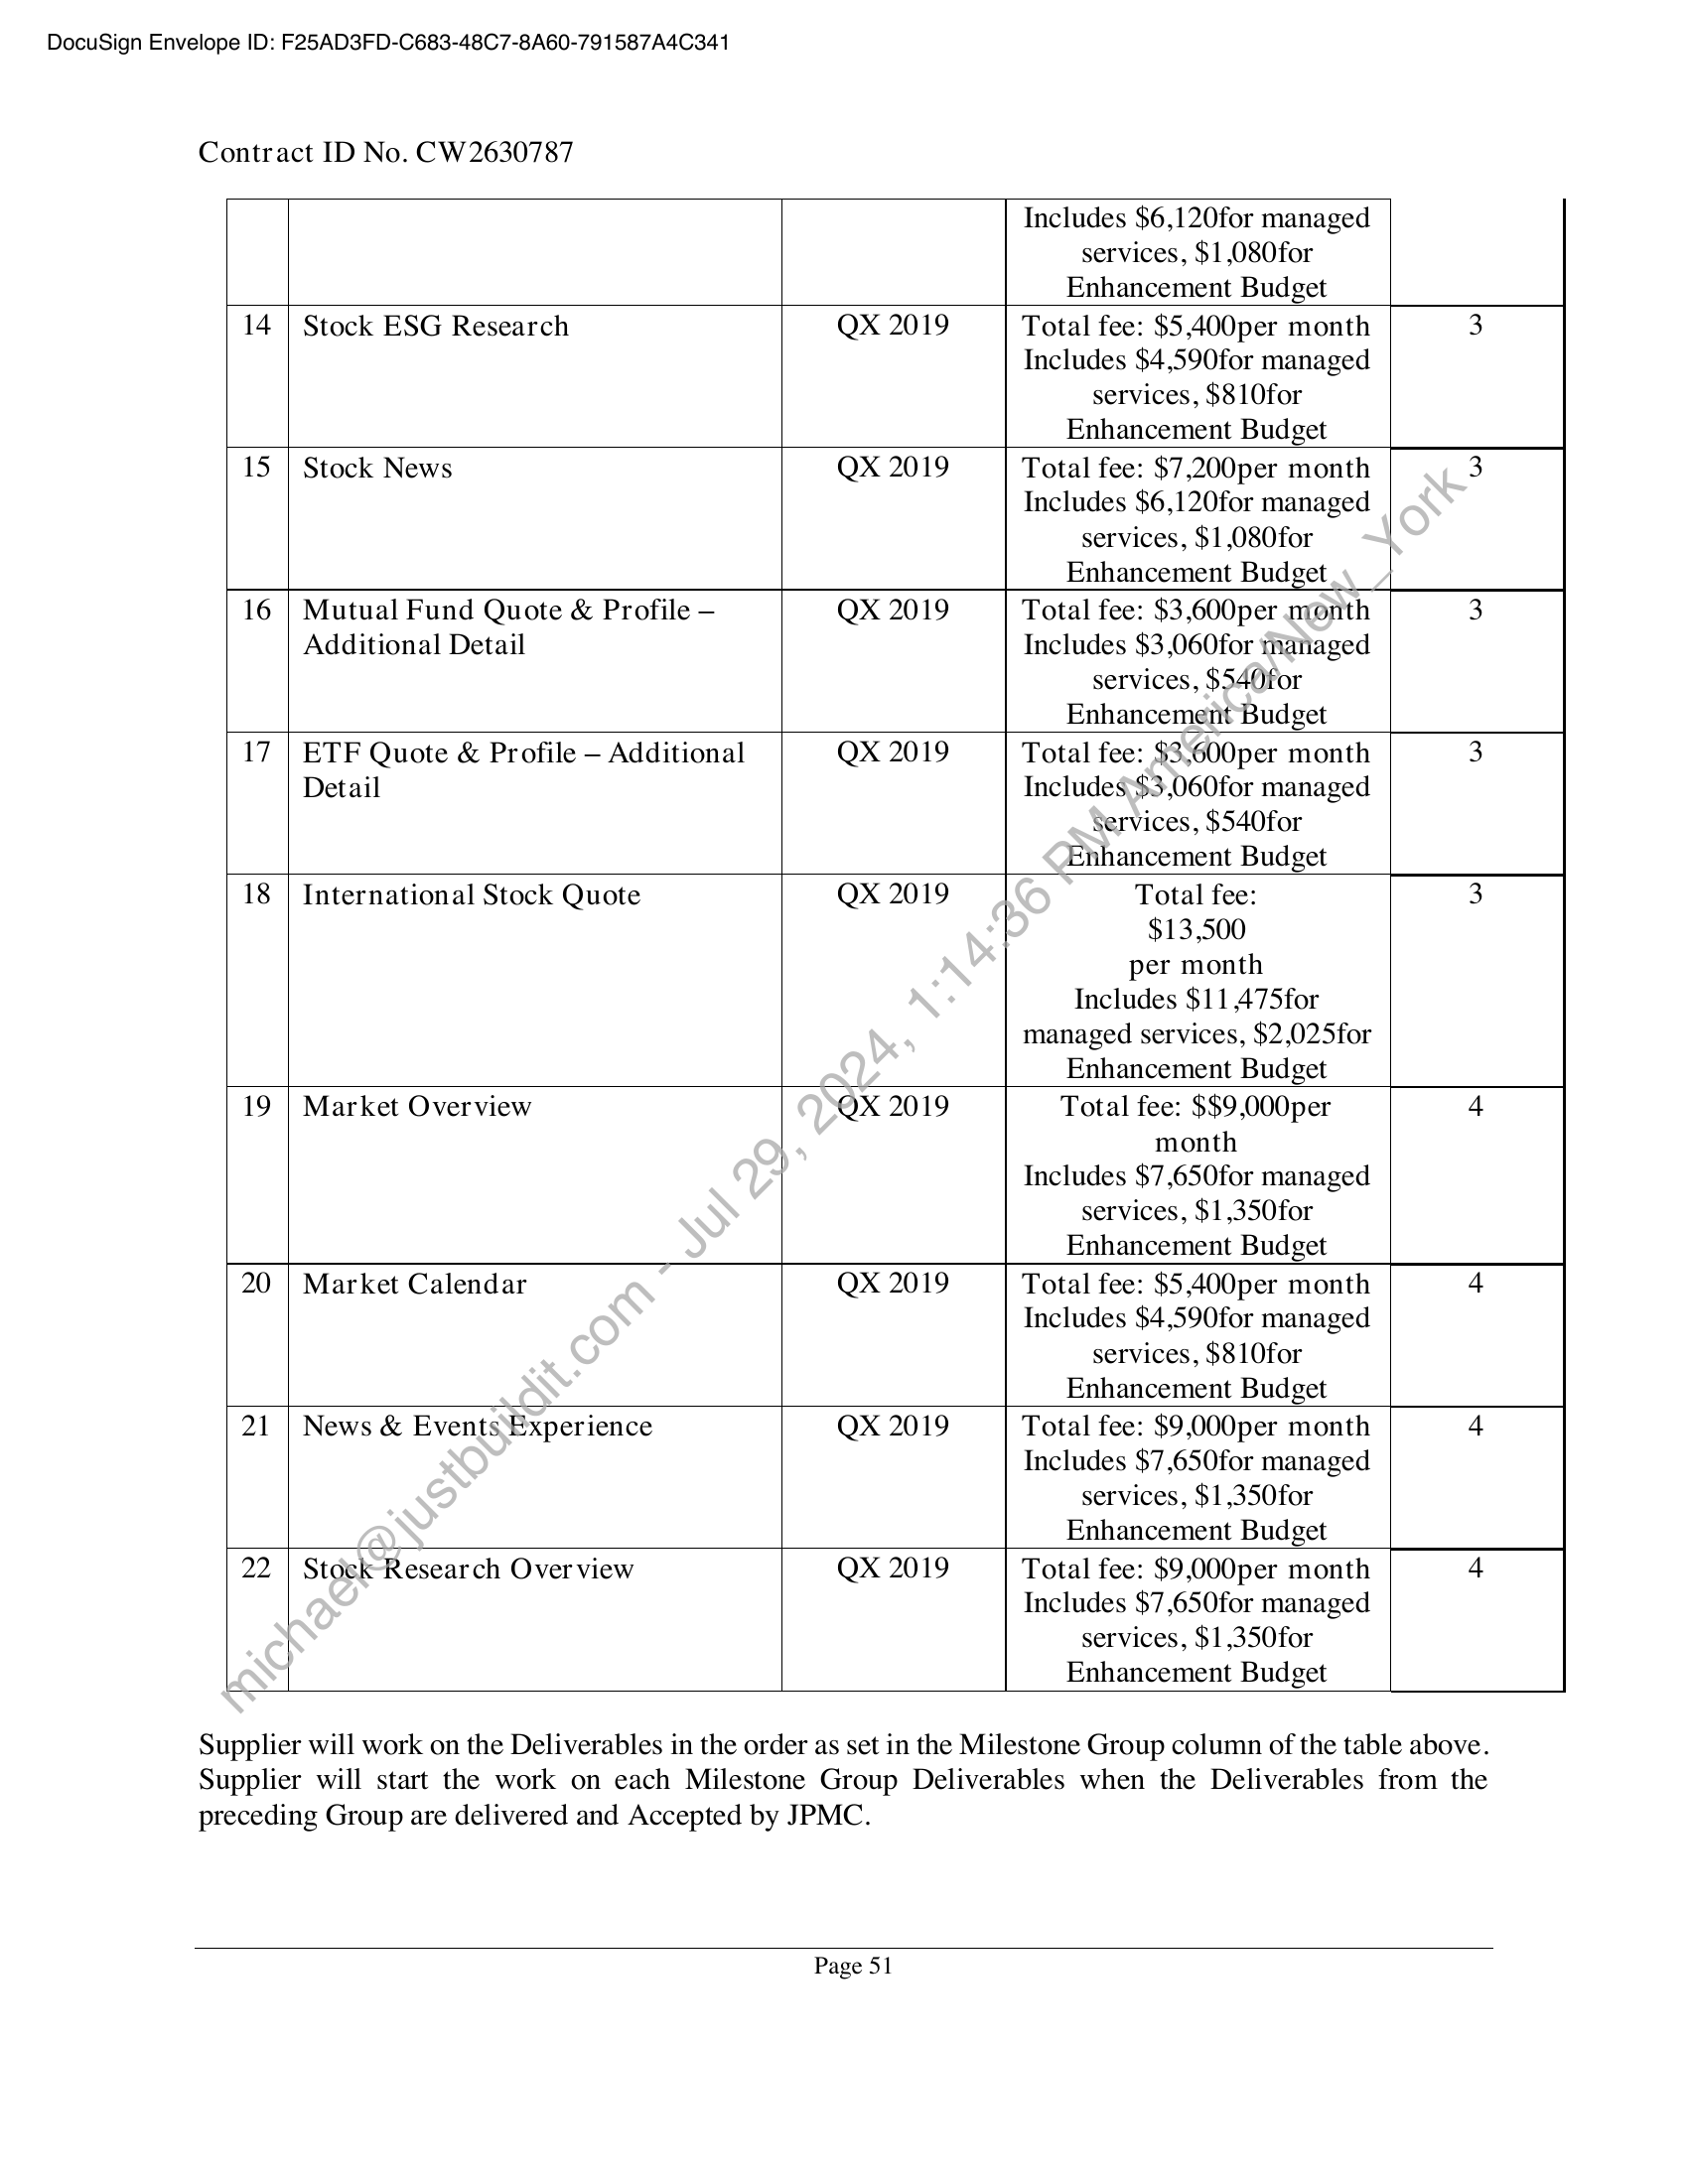 DocuSign Envelope ID: F25AD3FD-C683-48C7-8A60-791587A4C341
Contract ID No. CW2630787
Includes $6,120for managed
services, $1,080for
Enhancement Budget
14 Stock ESG Research QX 2019 Total fee: $5,400per month 3
Includes $4,590for managed
services, $810for
Enhancement Budget
15 Stock News QX 2019 Total fee: $7,200per month 3
Includes $6,120for managed
services, $1,080for
Enhancement Budget
16 Mutual Fund Quote & Profile – QX 2019 Total fee: $3,600per month 3
Additional Detail Includes $3,060for managed
services, $540for
Enhancement Budget
17 ETF Quote & Profile – Additional QX 2019 Total fee: $3,600per month 3
Detail Includes $3,060for managed
services, $540for
Enhancement Budget
18 International Stock Quote QX 2019 Total fee: 3
$13,500
per month
Includes $11,475for
managed services, $2,025for
Enhancement Budget
19 Market Overview QX 2019 Total fee: $$9,000per 4
month
Includes $7,650for managed
services, $1,350for
Enhancement Budget
20 Market Calendar QX 2019 Total fee: $5,400per month 4
Includes $4,590for managed
services, $810for
Enhancement Budget
21 News & Events Experience QX 2019 Total fee: $9,000per month 4
Includes $7,650for managed
services, $1,350for
Enhancement Budget
22 Stock Research Overview QX 2019 Total fee: $9,000per month 4
Includes $7,650for managed
services, $1,350for
Enhancement Budget
michael@justbuildit.com - Jul 29, 2024, 1:14:36 PM America/New_York
Supplier will work on the Deliverables in the order as set in the Milestone Group column of the table above.
Supplier will start the work on each Milestone Group Deliverables when the Deliverables from the
preceding Group are delivered and Accepted by JPMC.
Page 51